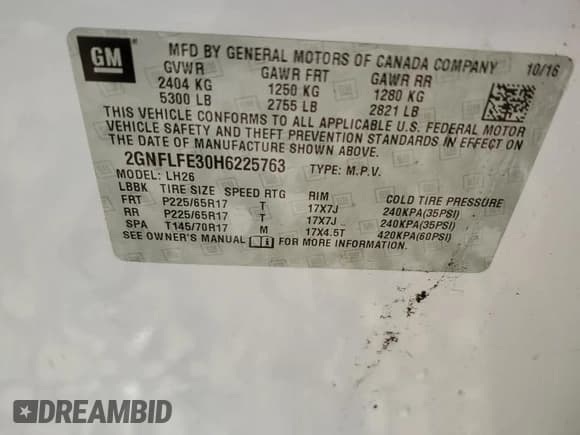 GM
MFD BY GENERAL MOTORS OF CANADA COMPANY 10/16
GVWR GAWR FRT GAWR RR
2404 KG 1250 KG 1280 KG
5300 LB 2755 LB 2821 LB
THIS VEHICLE CONFORMS TO ALL APPLICABLE U.S. FEDERAL MOTOR
VEHICLE SAFETY AND THEFT PREVENTION STANDARDS IN EFFECT ON
THE DATE OF MANUFACTURE SHOWN ABOVE.
2GNFLFE30H6225763 TYPE: M.P.V.
MODEL: LH26
LBBK TIRE SIZE SPEED RTG RIM COLD TIRE PRESSURE
FRT P225/65R17 T 17X7J 240KPA(35PSI)
RR P225/65R17 T 17X7J 240KPA(35PSI)
SPA T145/70R17 M 17X4.5T 420KPA(60PSI)
SEE OWNER'S MANUAL FOR MORE INFORMATION.
DREAMBID